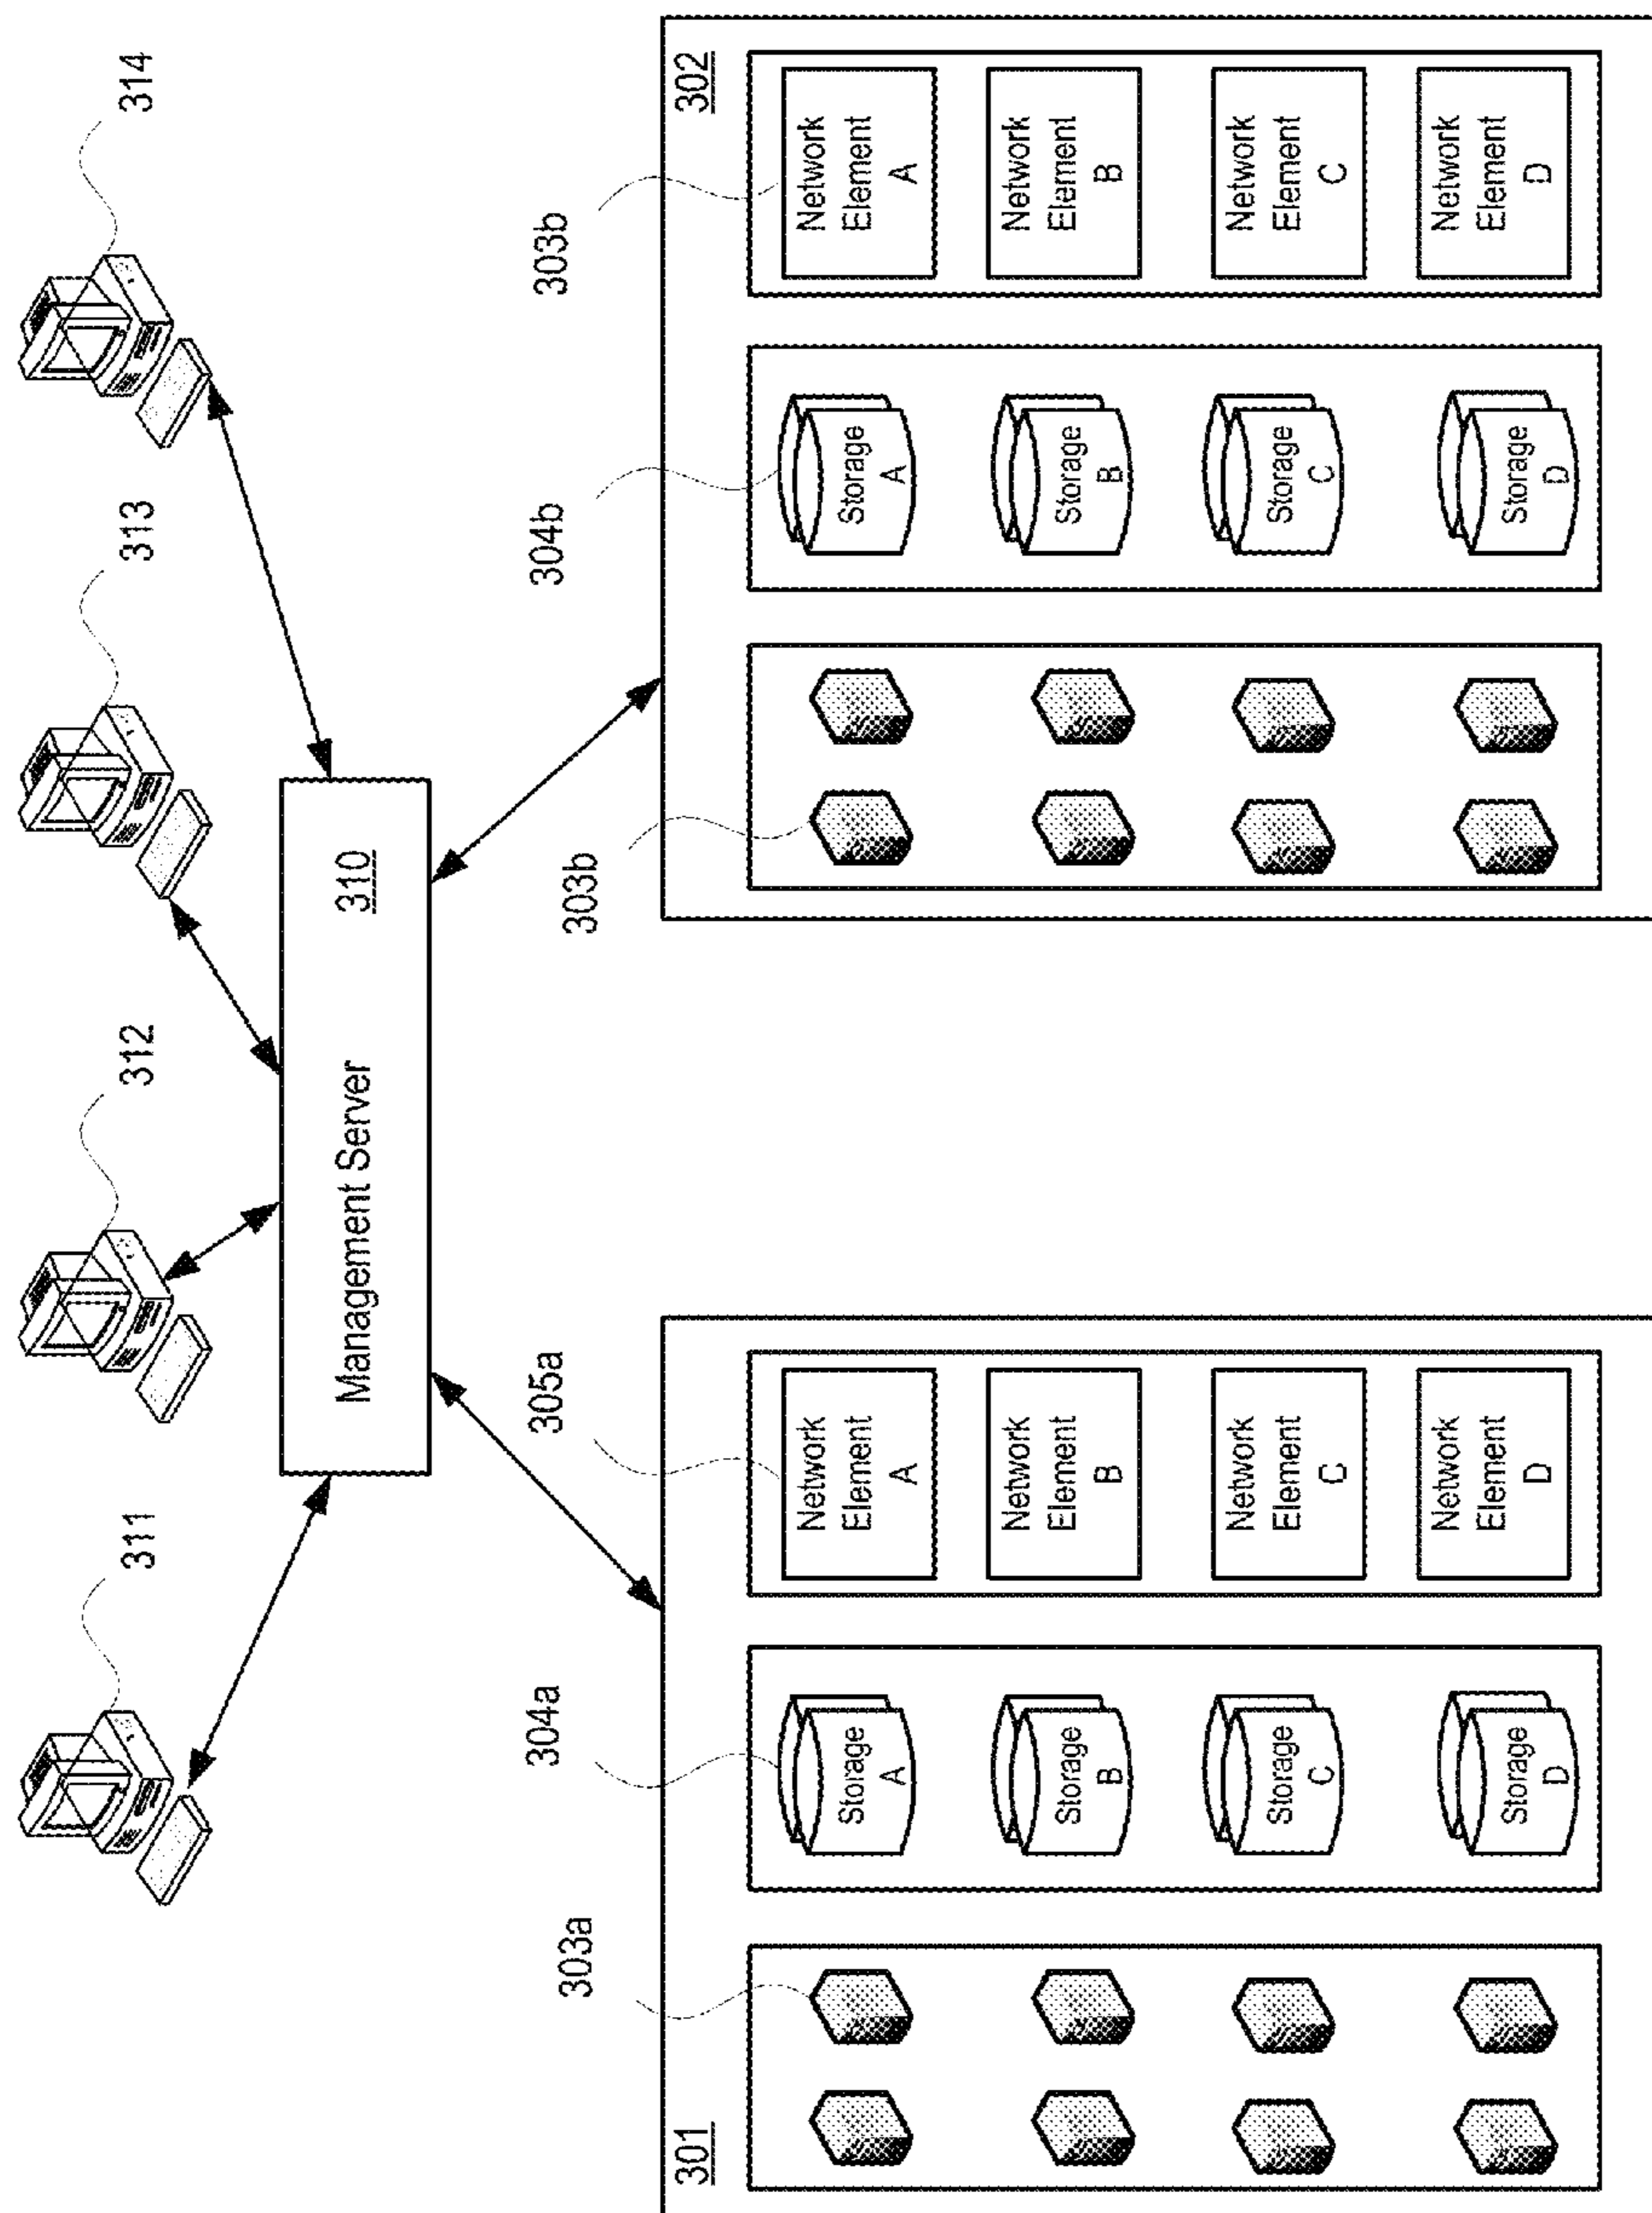 311
312
313
314
Management Server
310
301
303a
304a
305a
Storage
A
Storage
B
Storage
C
Storage
D
Network
Element
A
Network
Element
B
Network
Element
C
Network
Element
D
302
303b
304b
303b
Storage
A
Storage
B
Storage
C
Storage
D
Network
Element
A
Network
Element
B
Network
Element
C
Network
Element
D